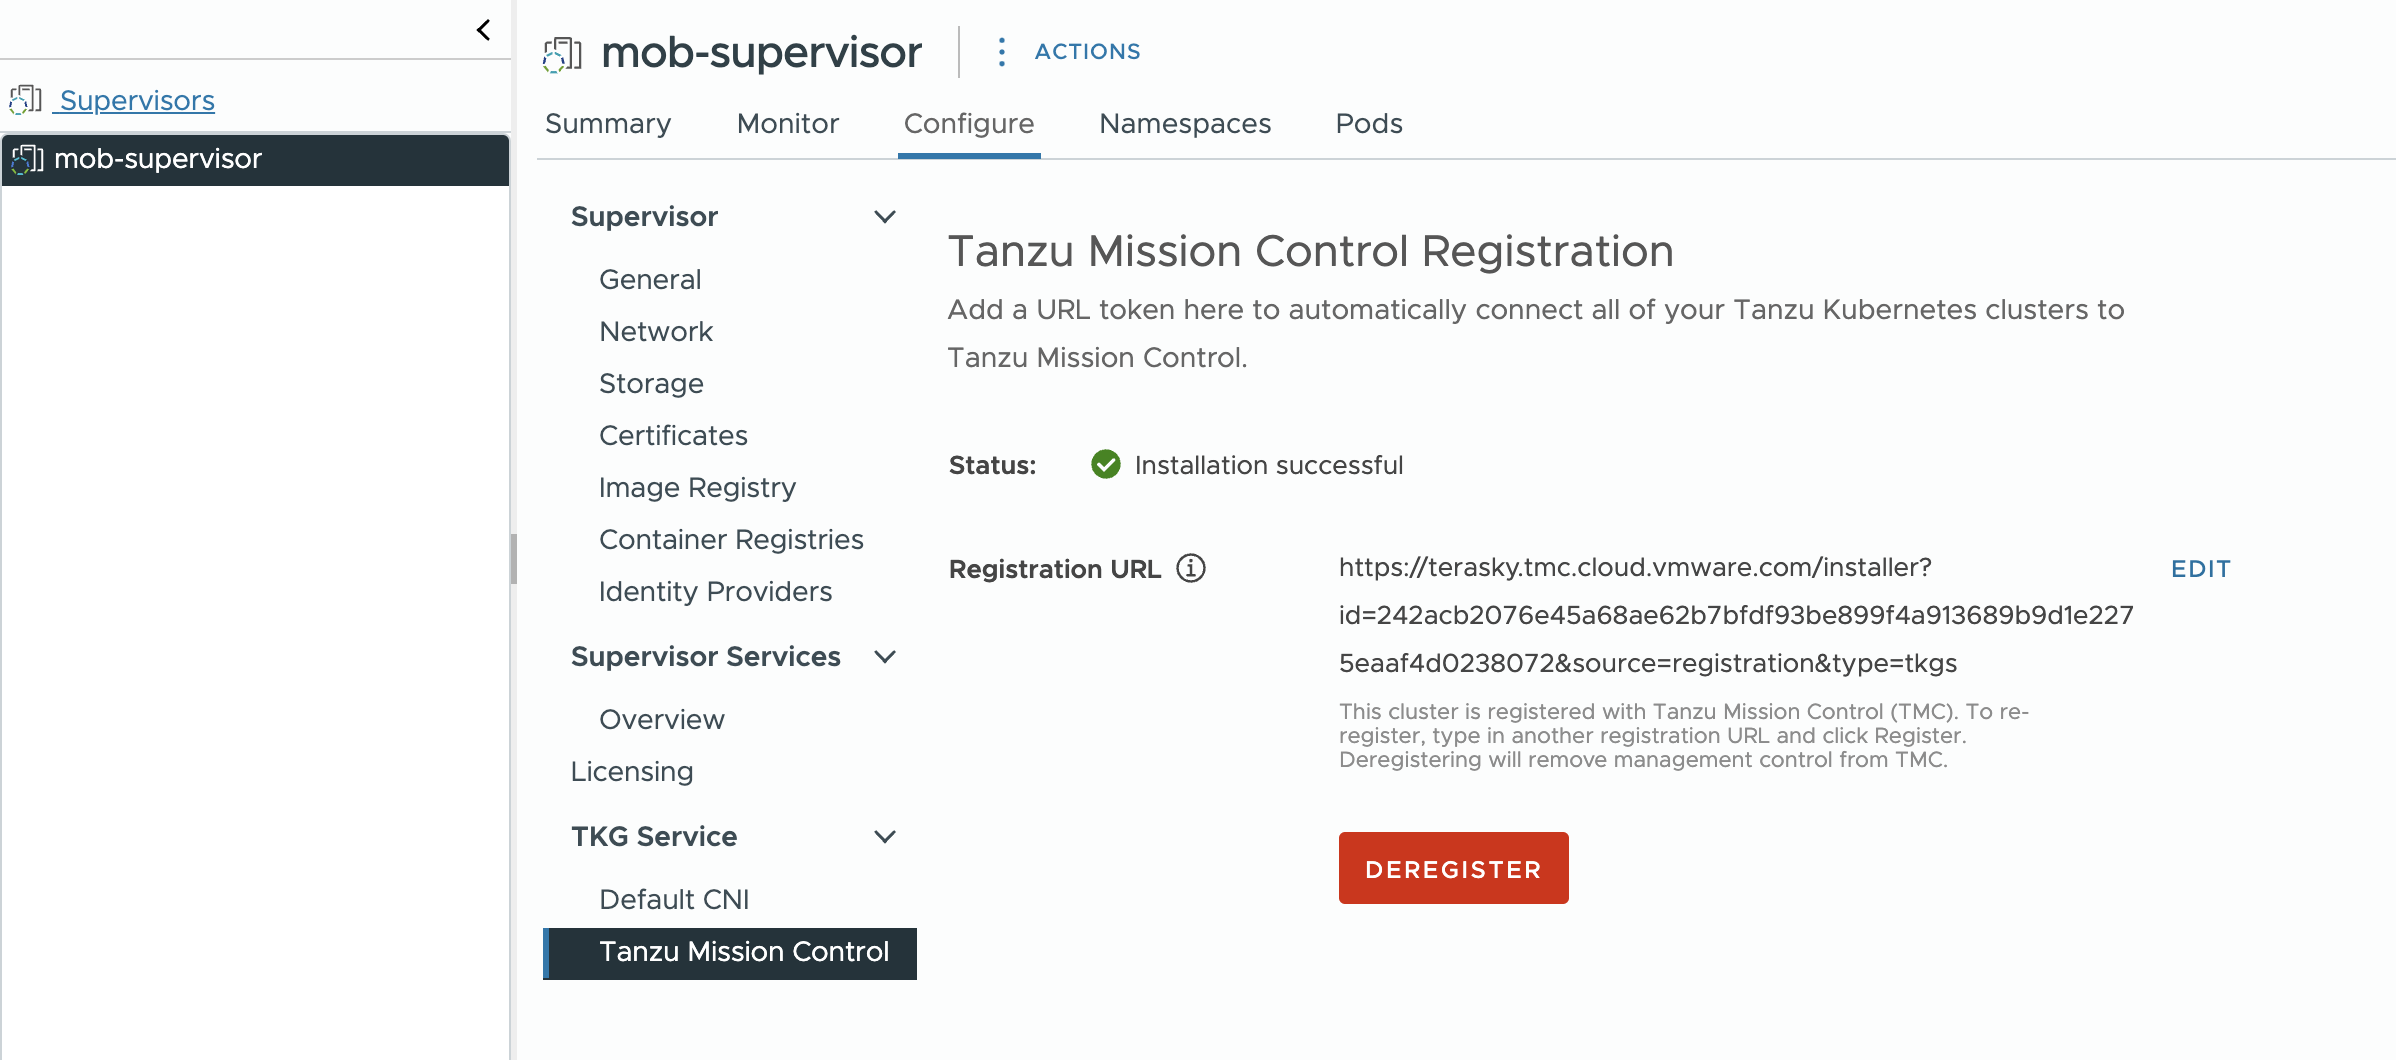 Supervisors
mob-supervisor
mob-supervisor
ACTIONS
Summary Monitor Configure Namespaces Pods
Supervisor
General
Network
Storage
Certificates
Image Registry
Container Registries
Identity Providers
Supervisor Services
Overview
Licensing
TKG Service
Default CNI
Tanzu Mission Control
Tanzu Mission Control Registration
Add a URL token here to automatically connect all of your Tanzu Kubernetes clusters to
Tanzu Mission Control.
Status: Installation successful
Registration URL
https://terasky.tmc.cloud.vmware.com/installer?
id=242acb2076e45a68ae62b7bfdf93be899f4a913689b9d1e227
5eaaf4d0238072&source=registration&type=tkgs
EDIT
This cluster is registered with Tanzu Mission Control (TMC). To re-
register, type in another registration URL and click Register.
Deregistering will remove management control from TMC.
DEREGISTER